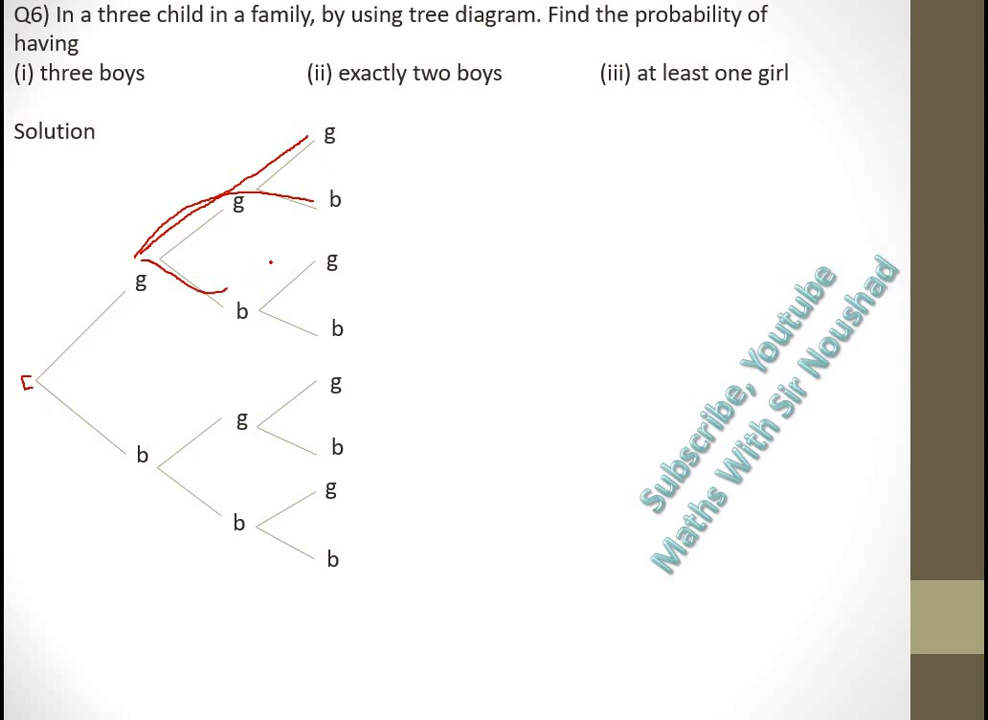 Q6) In a three child in a family, by using tree diagram. Find the probability of
having
(i) three boys (ii) exactly two boys (iii) at least one girl
Solution
g
g
b
g
g
b
b
g
g
b
b
g
b
b
Subscribe, Youtube
Maths With Sir Noushad